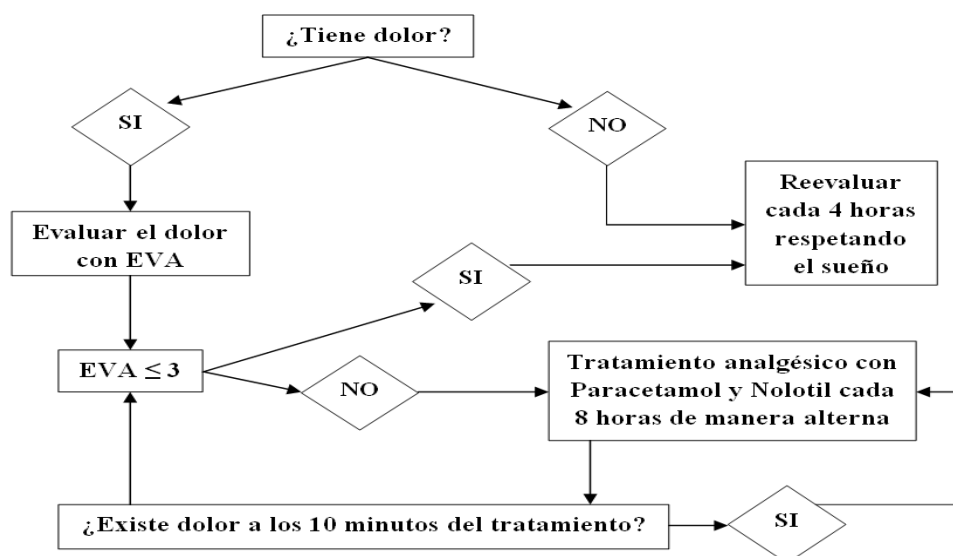 ¿Tiene dolor?
SI
NO
Reevaluar
cada 4 horas
respetando
el sueño
Evaluar el dolor
con EVA
SI
EVA ≤ 3
NO
Tratamiento analgésico con
Paracetamol y Nolotil cada
8 horas de manera alterna
¿Existe dolor a los 10 minutos del tratamiento?
SI